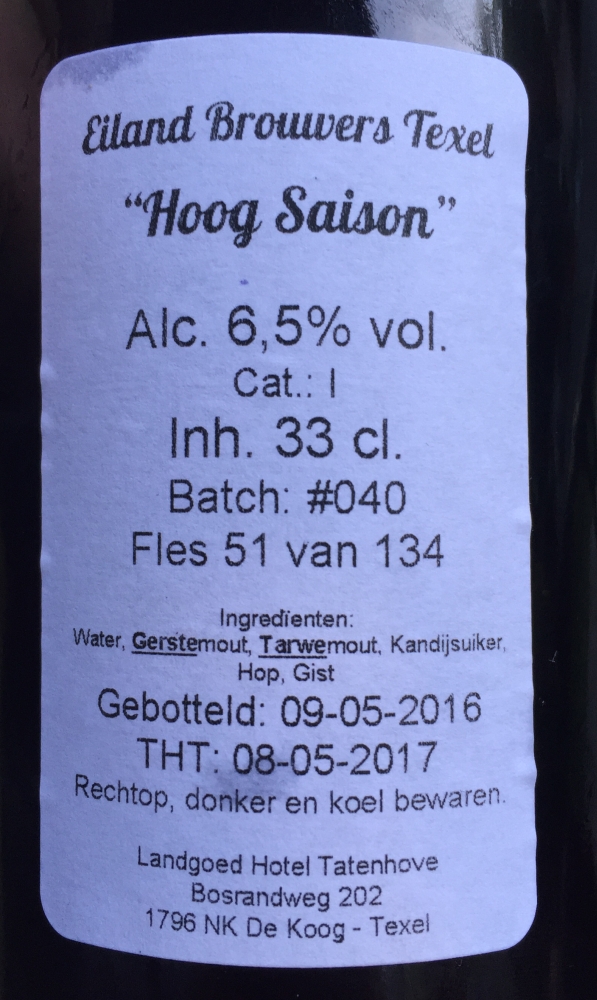 Eiland Brouwers Texel
“Hoog Saison”
Alc. 6,5% vol.
Cat.: I
Inh. 33 cl.
Batch: #040
Fles 51 van 134
Ingredïenten:
Water, Gerstemout, Tarwemout, Kandijsuiker,
Hop, Gist
Gebotteld: 09-05-2016
THT: 08-05-2017
Rechtop, donker en koel bewaren.
Landgoed Hotel Tatenhove
Bosrandweg 202
1796 NK De Koog - Texel